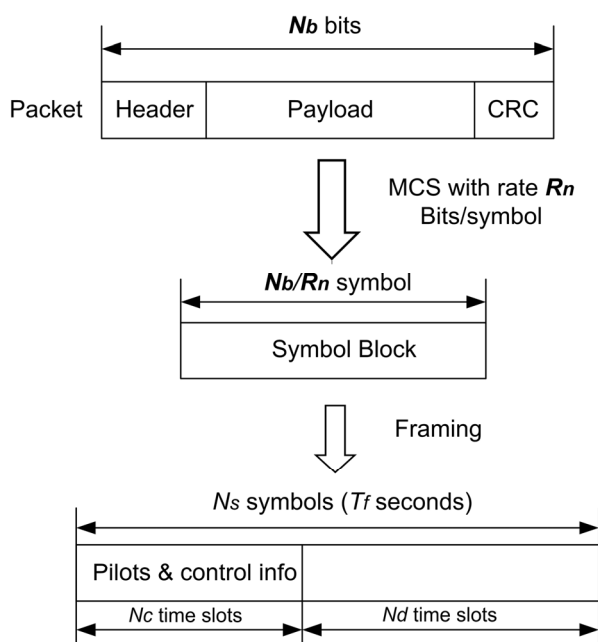 Nb bits
Packet Header Payload CRC
MCS with rate Rn
Bits/symbol
Nb/Rn symbol
Symbol Block
Framing
Ns symbols (Tf seconds)
Pilots & control info
Nc time slots Nd time slots